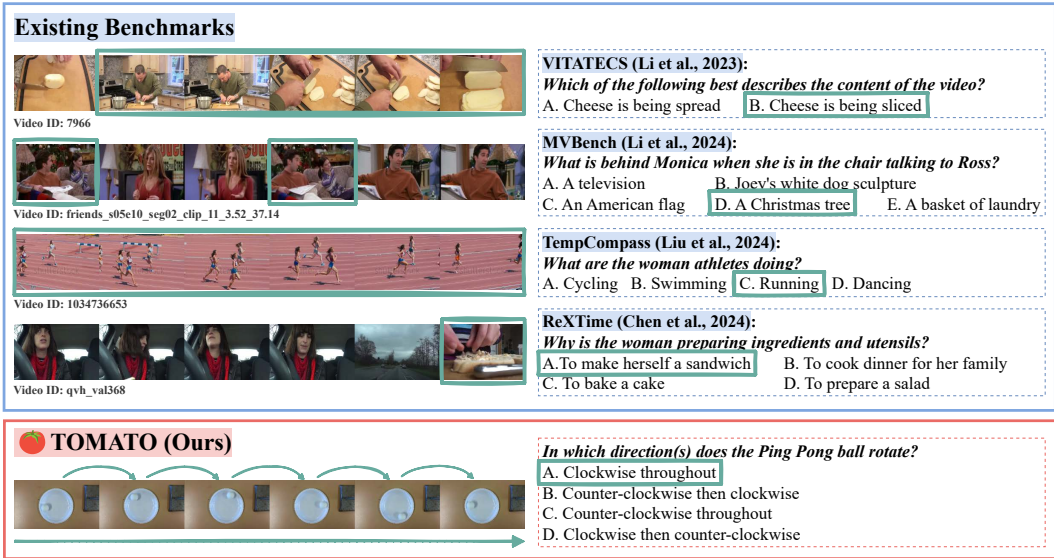 Existing Benchmarks
Video ID: 7966
Video ID: friends_s05e10_seg02_clip_11_3.52_37.14
Video ID: 1034736653
Video ID: qvh_val368
VITATECS (Li et al., 2023):
Which of the following best describes the content of the video?
A. Cheese is being spread B. Cheese is being sliced
MVBench (Li et al., 2024):
What is behind Monica when she is in the chair talking to Ross?
A. A television B. Joey's white dog sculpture
C. An American flag D. A Christmas tree E. A basket of laundry
TempCompass (Liu et al., 2024):
What are the woman athletes doing?
A. Cycling B. Swimming C. Running D. Dancing
ReXTime (Chen et al., 2024):
Why is the woman preparing ingredients and utensils?
A.To make herself a sandwich B. To cook dinner for her family
C. To bake a cake D. To prepare a salad
TOMATO (Ours)
In which direction(s) does the Ping Pong ball rotate?
A. Clockwise throughout
B. Counter-clockwise then clockwise
C. Counter-clockwise throughout
D. Clockwise then counter-clockwise